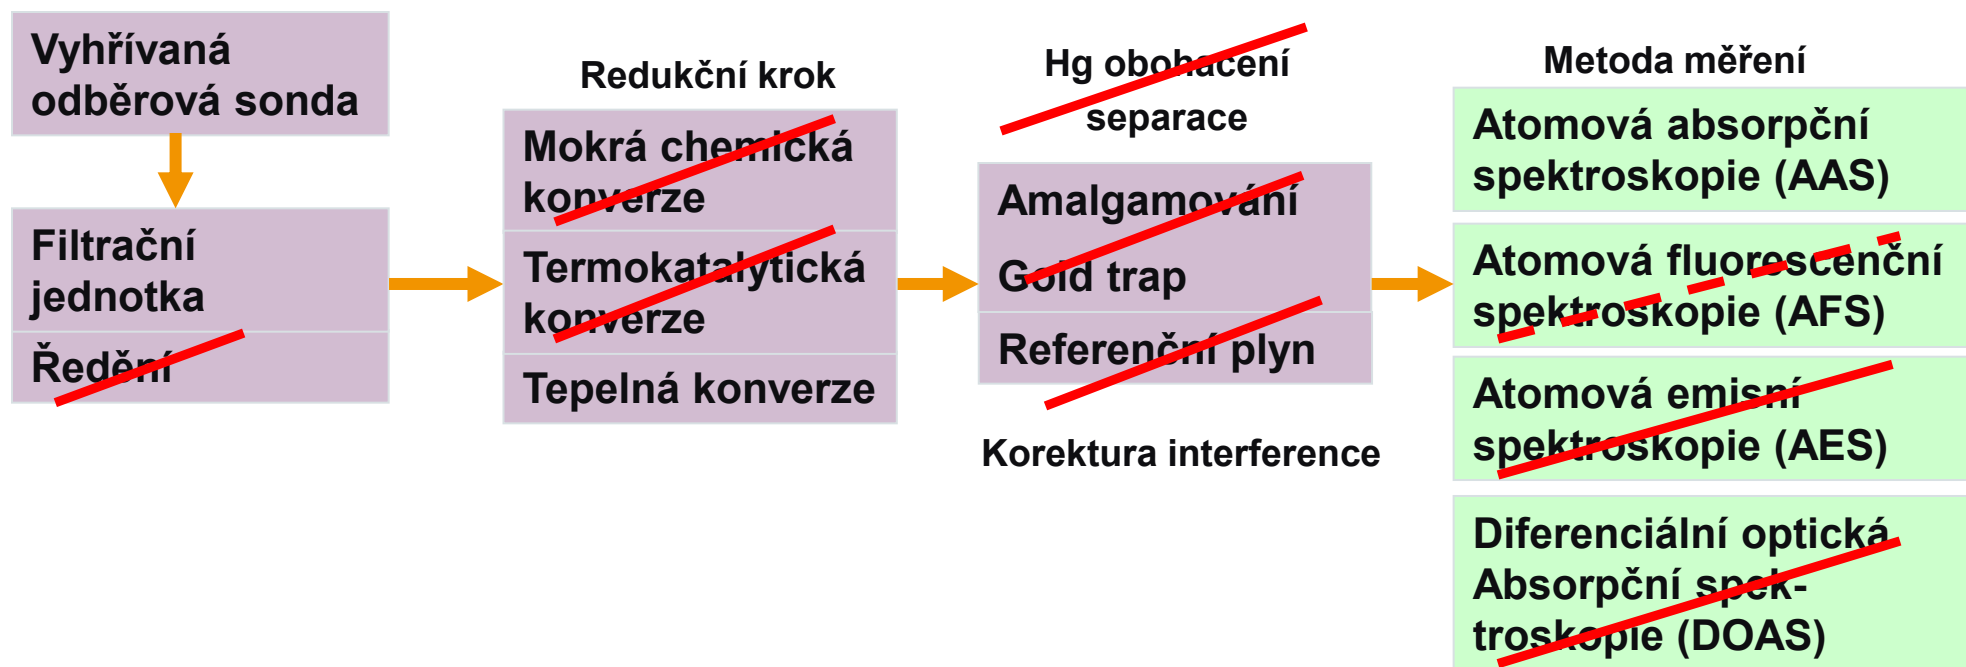 Vyhřívaná
odběrová sonda
Filtrační
jednotka
Ředění
Redukční krok
Mokrá chemická
konverze
Termokatalytická
konverze
Tepelná konverze
Hg obohacení
separace
Amalgamování
Gold trap
Referenční plyn
Korektura interference
Metoda měření
Atomová absorpční
spektroskopie (AAS)
Atomová fluorescenční
spektroskopie (AFS)
Atomová emisní
spektroskopie (AES)
Diferenciální optická
Absorpční spek-
troskopie (DOAS)